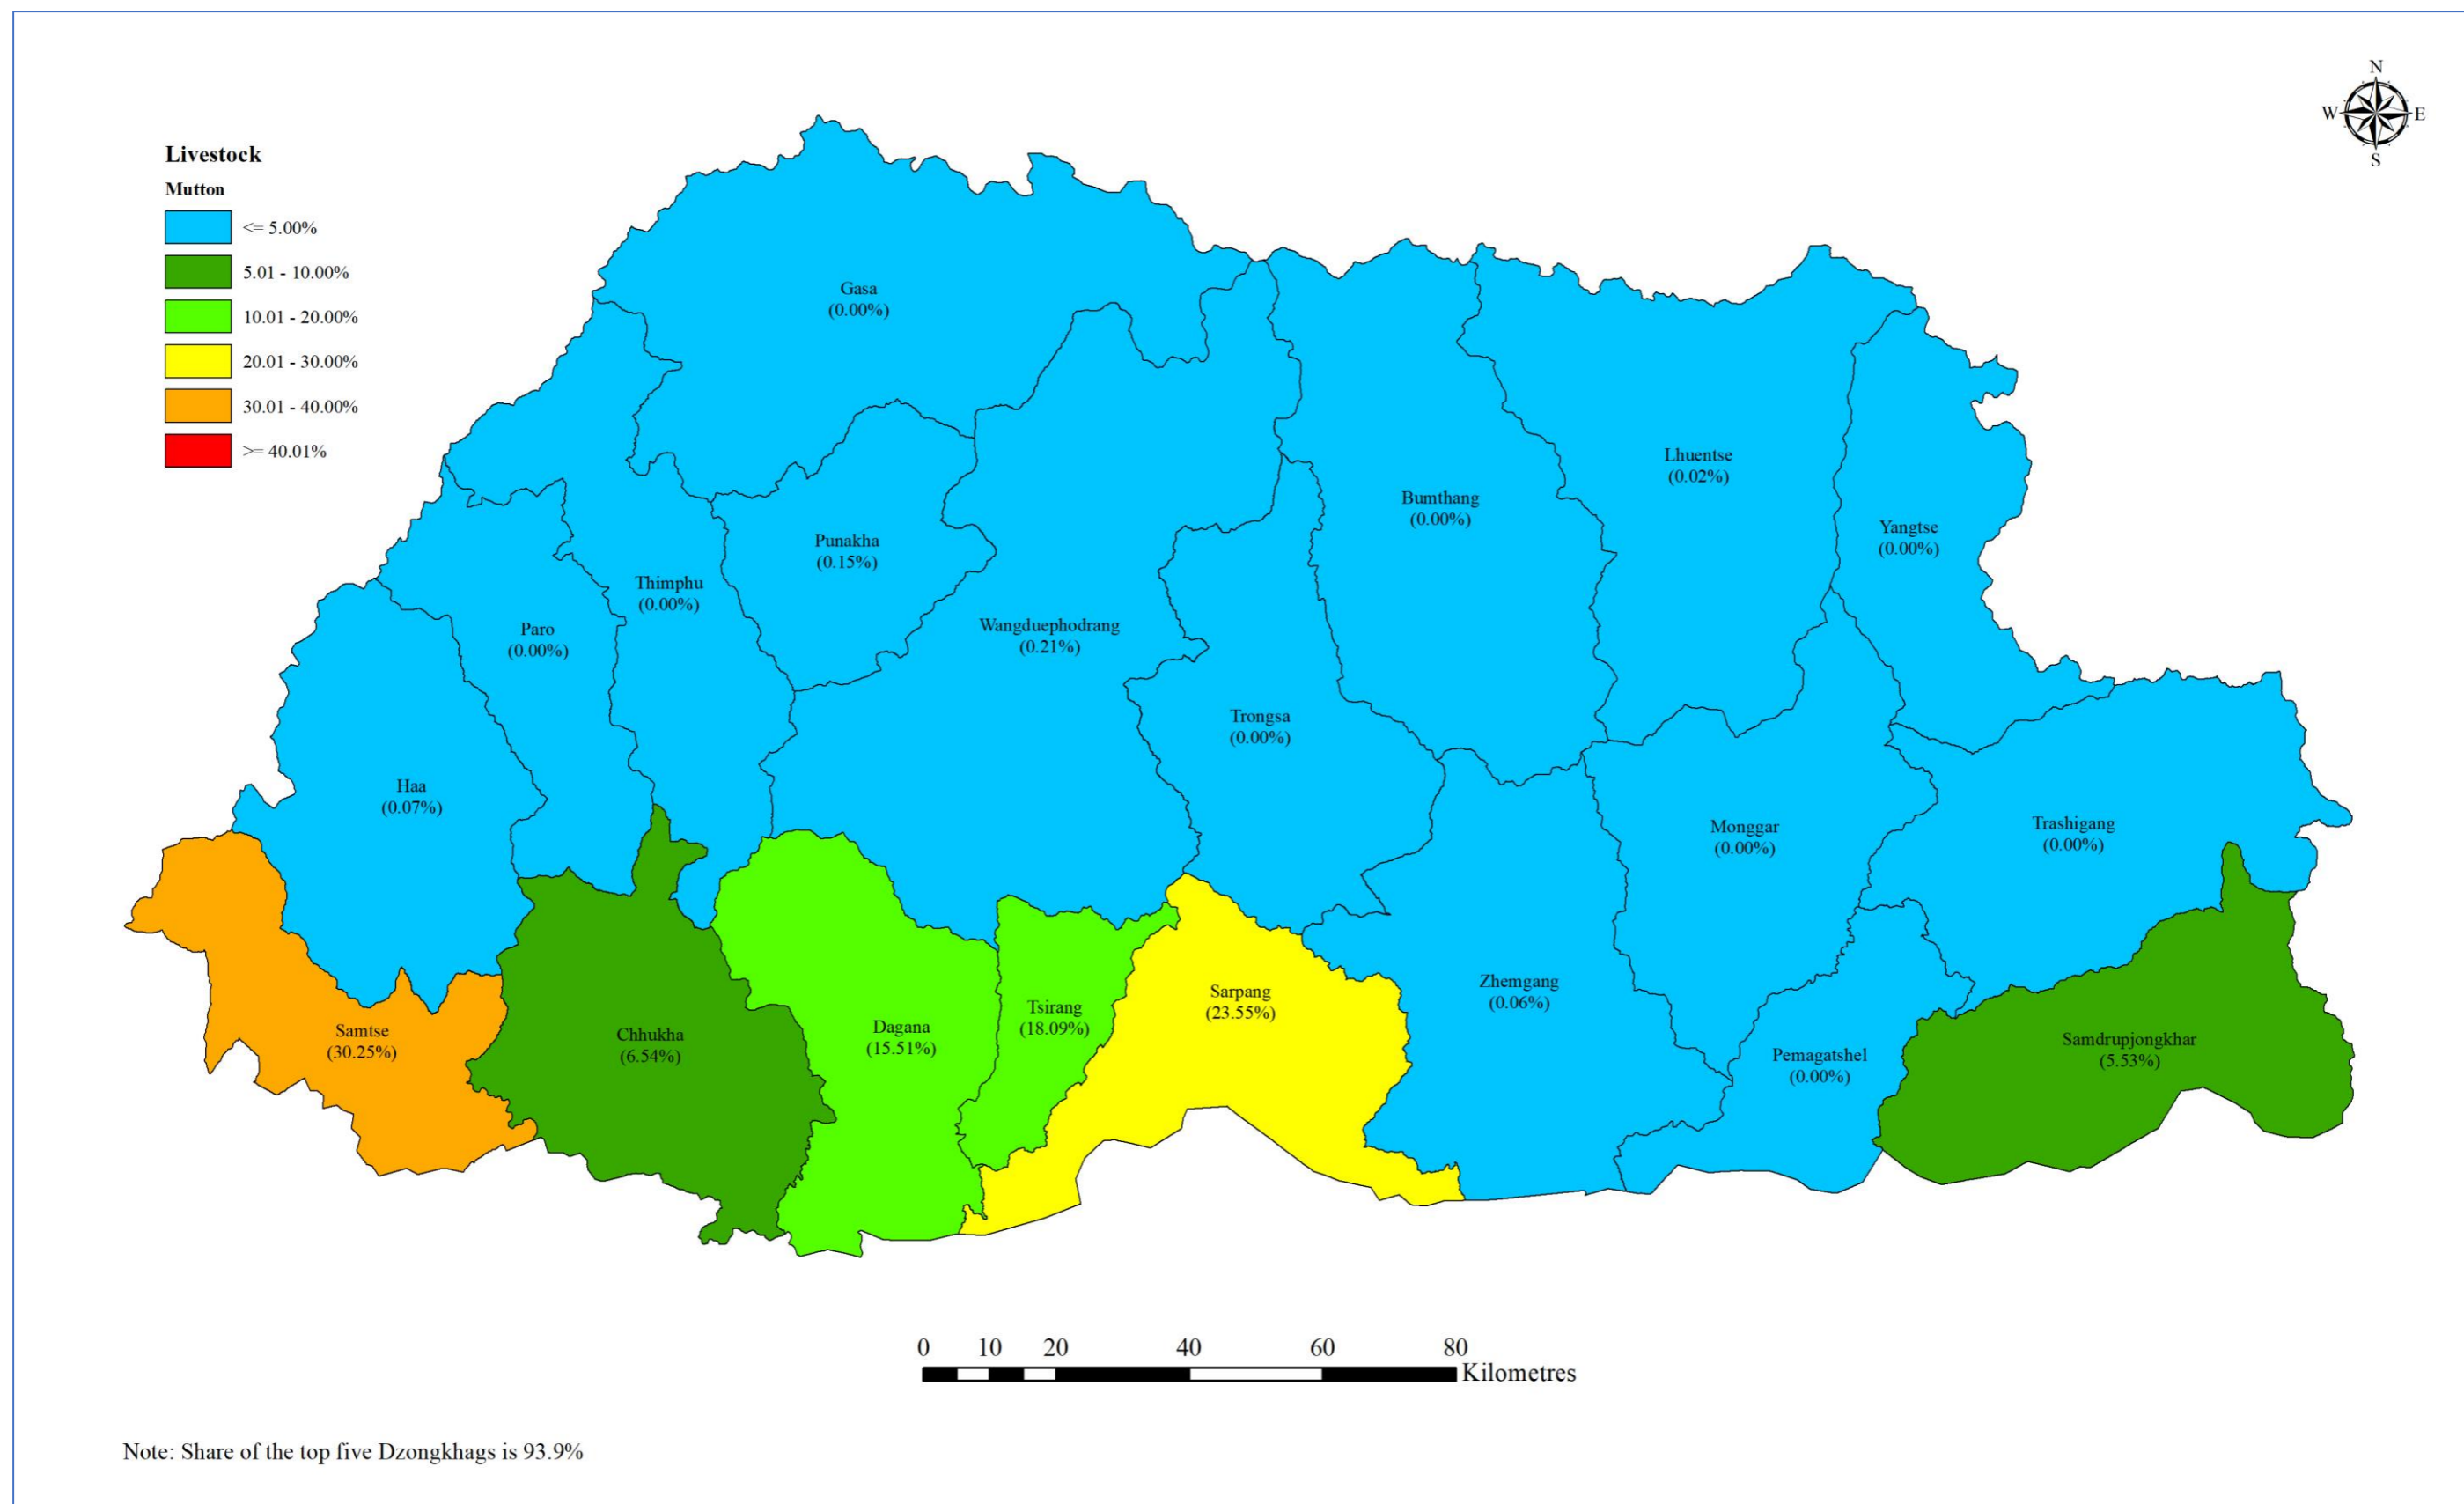 N
W E
S
Livestock
Mutton
<= 5.00%
5.01 - 10.00%
10.01 - 20.00%
20.01 - 30.00%
30.01 - 40.00%
>= 40.01%
Gasa
(0.00%)
Lhuentse
(0.02%)
Bumthang
(0.00%)
Yangtse
(0.00%)
Punakha
(0.15%)
Thimphu
(0.00%)
Wangduephodrang
(0.21%)
Paro
(0.00%)
Trongsa
(0.00%)
Haa
(0.07%)
Monggar
(0.00%)
Trashigang
(0.00%)
Zhemgang
(0.06%)
Sarpang
(23.55%)
Tsirang
(18.09%)
Dagana
(15.51%)
Samtse
(30.25%)
Chhukha
(6.54%)
Samdrupjongkhar
(5.53%)
Pemagatshel
(0.00%)
0 10 20 40 60 80
Kilometres
Note: Share of the top five Dzongkhags is 93.9%